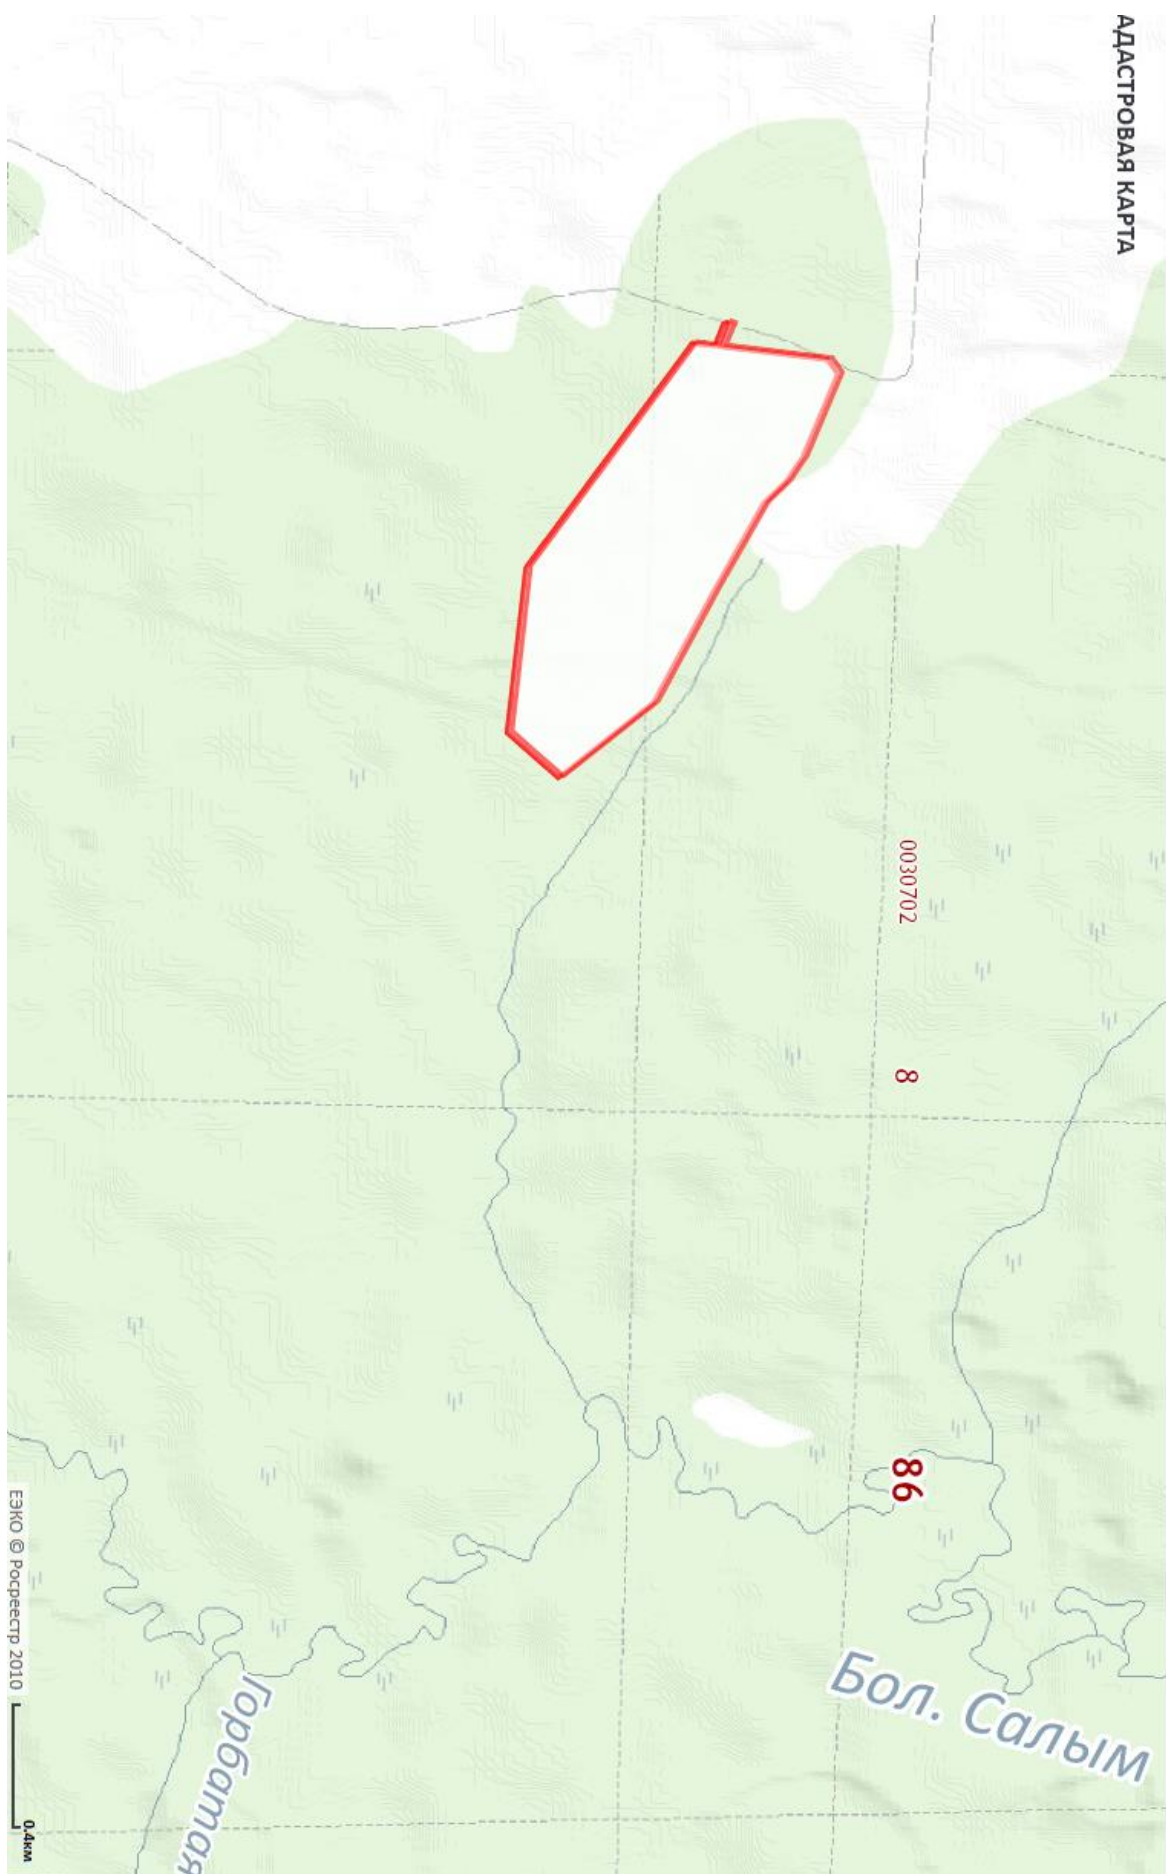 АДАСТРОВАЯ КАРТА
0030702
8
86
Бол. Салым
Горбатая
ЕЭКО © Росреестр 2010
0.4км